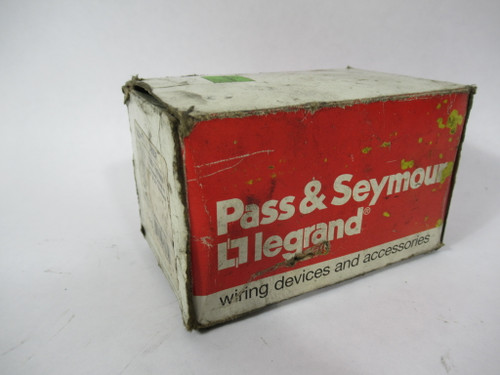 Pass & Seymour
legrand®
wiring devices and accessories